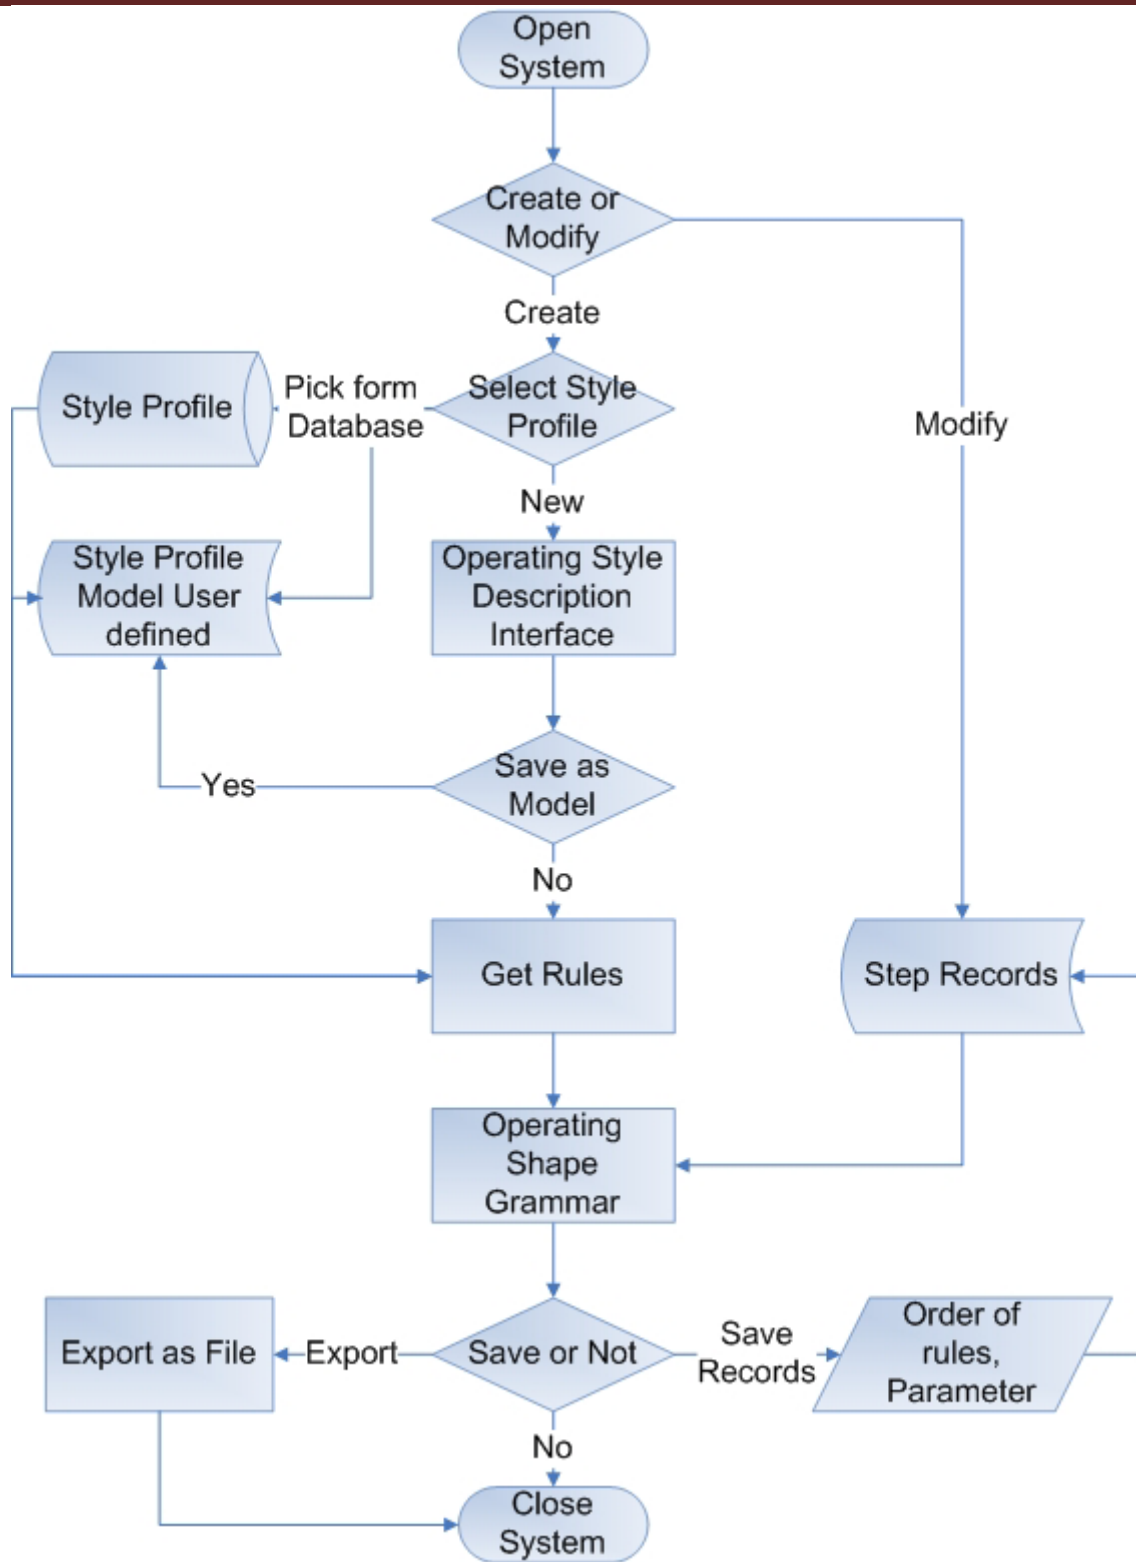 Open
System
Create or
Modify
Create
Style Profile
Pick form
Database
Select Style
Profile
Modify
New
Style Profile
Model User
defined
Operating Style
Description
Interface
Yes
Save as
Model
No
Get Rules
Step Records
Operating
Shape
Grammar
Export as File
Export
Save or Not
Save
Records
Order of
rules,
Parameter
No
Close
System